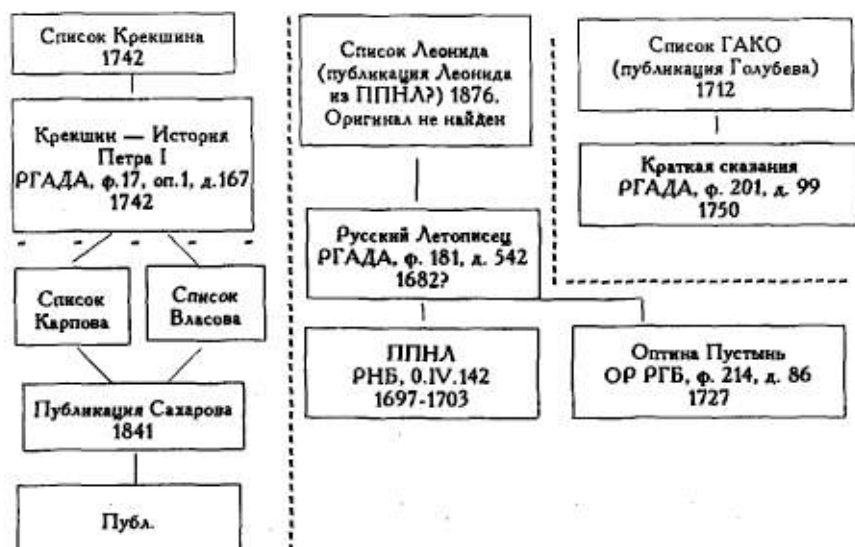 Список Крекшина
1742
Крекшин — История
Петра I
РГАДА, ф.17, оп.1, д.167
1742
Список
Карпова
Список
Власова
Публикация Сахарова
1841
Публ.
Список Леонида
(публикация Леонида
из ППНЛ?) 1876.
Оригинал не найден
Русский Летописец
РГАДА, ф. 181, д. 542
1682?
ППНЛ
РНБ, 0.IV.142
1697-1703
Оптина Пустынь
ОР РГБ, ф. 214, д. 86
1727
Список ГАКО
(публикация Голубева)
1712
Краткая сказания
РГАДА, ф. 201, д. 99
1750